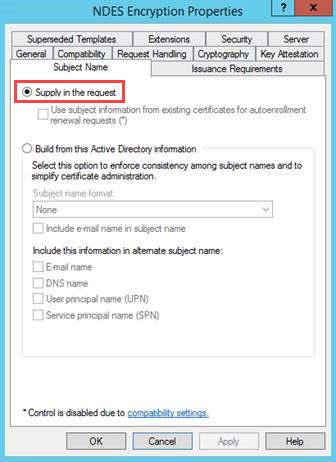 NDES Encryption Properties
? x
Superseded Templates Extensions Security Server
General Compatibility Request Handling Cryptography Key Attestation
Subject Name Issuance Requirements
Supply in the request
Use subject information from existing certificates for autoenrollment
renewal requests (*)
Build from this Active Directory information
Select this option to enforce consistency among subject names and to
simplify certificate administration.
Subject name format:
None
Include e-mail name in subject name
Include this information in alternate subject name:
E-mail name
DNS name
User principal name (UPN)
Service principal name (SPN)
* Control is disabled due to compatibility settings.
OK Cancel Apply Help